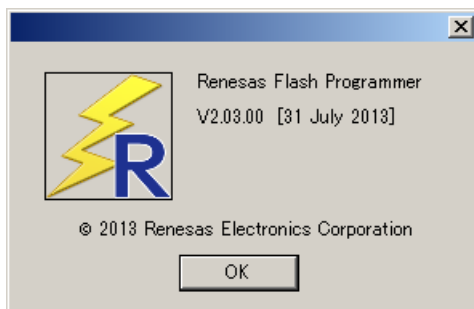 R
Renesas Flash Programmer
V2.03.00 [31 July 2013]
© 2013 Renesas Electronics Corporation
OK